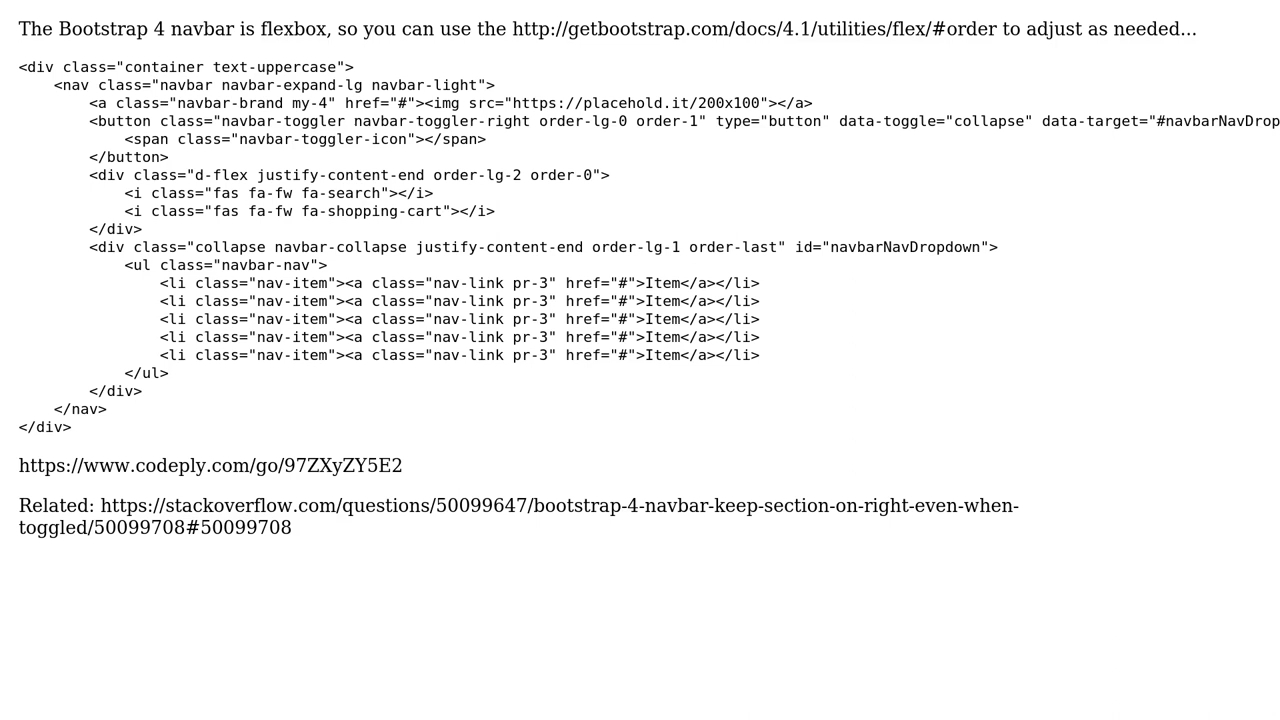 The Bootstrap 4 navbar is flexbox, so you can use the http://getbootstrap.com/docs/4.1/utilities/flex/#order to adjust as needed...
<div class="container text-uppercase">
    <nav class="navbar navbar-expand-lg navbar-light">
        <a class="navbar-brand my-4" href="#"><img src="https://placehold.it/200x100"></a>
        <button class="navbar-toggler navbar-toggler-right order-lg-0 order-1" type="button" data-toggle="collapse" data-target="#navbarNavDrop
            <span class="navbar-toggler-icon"></span>
        </button>
        <div class="d-flex justify-content-end order-lg-2 order-0">
            <i class="fas fa-fw fa-search"></i>
            <i class="fas fa-fw fa-shopping-cart"></i>
        </div>
        <div class="collapse navbar-collapse justify-content-end order-lg-1 order-last" id="navbarNavDropdown">
            <ul class="navbar-nav">
                <li class="nav-item"><a class="nav-link pr-3" href="#">Item</a></li>
                <li class="nav-item"><a class="nav-link pr-3" href="#">Item</a></li>
                <li class="nav-item"><a class="nav-link pr-3" href="#">Item</a></li>
                <li class="nav-item"><a class="nav-link pr-3" href="#">Item</a></li>
                <li class="nav-item"><a class="nav-link pr-3" href="#">Item</a></li>
            </ul>
        </div>
    </nav>
</div>
https://www.codeply.com/go/97ZXyZY5E2
Related: https://stackoverflow.com/questions/50099647/bootstrap-4-navbar-keep-section-on-right-even-when-
toggled/50099708#50099708